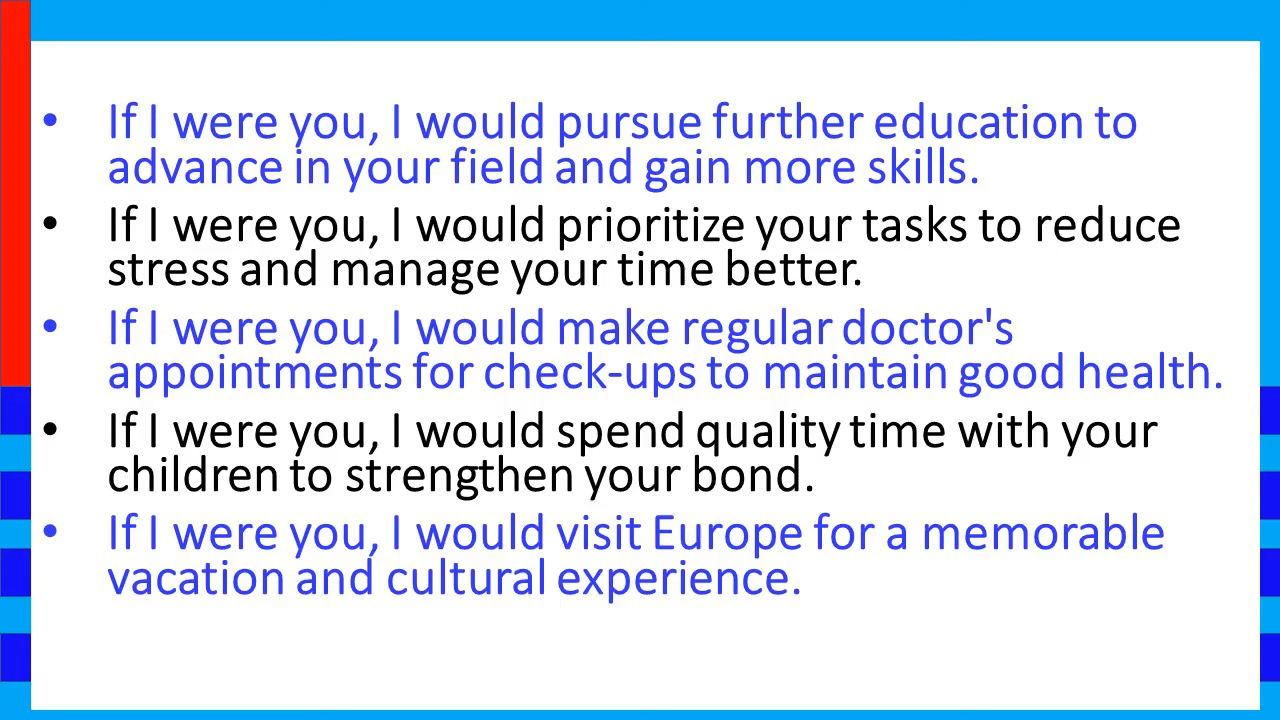 • If I were you, I would pursue further education to
advance in your field and gain more skills.
• If I were you, I would prioritize your tasks to reduce
stress and manage your time better.
• If I were you, I would make regular doctor's
appointments for check-ups to maintain good health.
• If I were you, I would spend quality time with your
children to strengthen your bond.
• If I were you, I would visit Europe for a memorable
vacation and cultural experience.